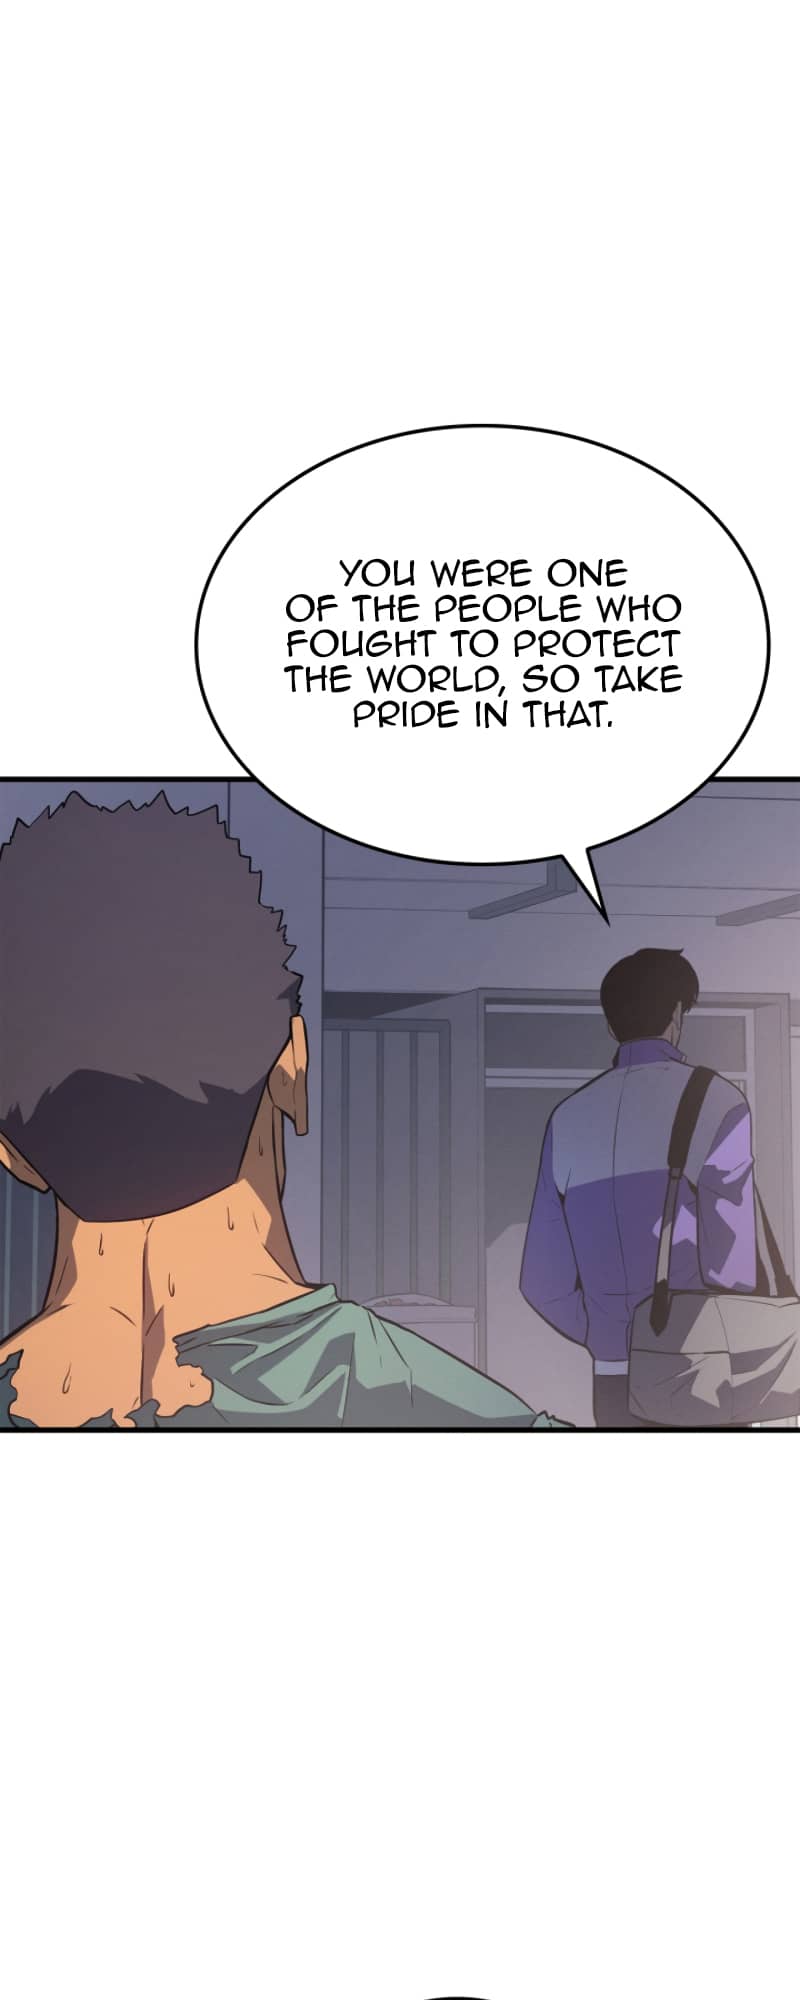 YOU WERE ONE
OF THE PEOPLE WHO
FOUGHT TO PROTECT
THE WORLD, SO TAKE
PRIDE IN THAT.